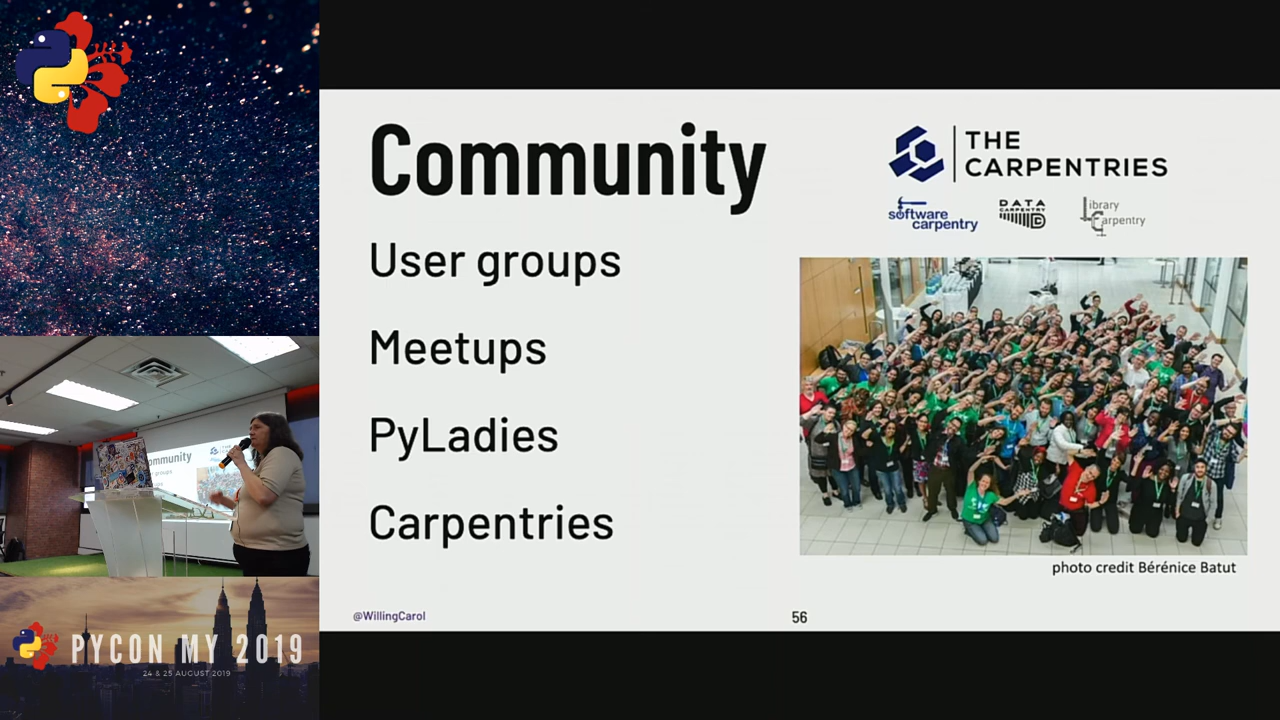 Community
User groups
Meetups
PyLadies
Carpentries
THE
CARPENTRIES
software
carpentry
DATA
CARPENTRY
library
carpentry
photo credit Bérénice Batut
@WillingCarol
56
PYCON MY 2019
24 & 25 AUGUST 2019